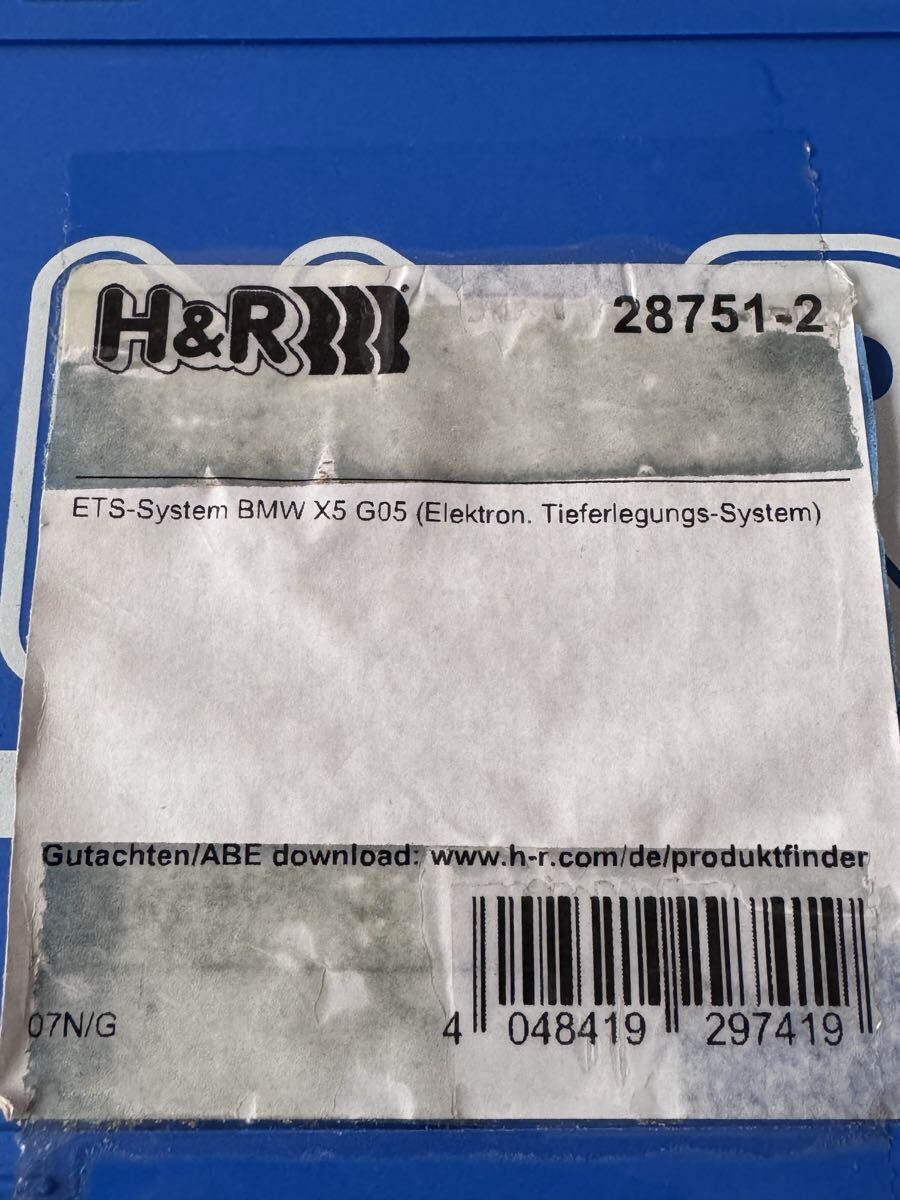 H&R
28751-2
ETS-System BMW X5 G05 (Elektron. Tieferlegungs-System)
Gutachten/ABE download: www.h-r.com/de/produktfinder
07N/G
4 048419 297419